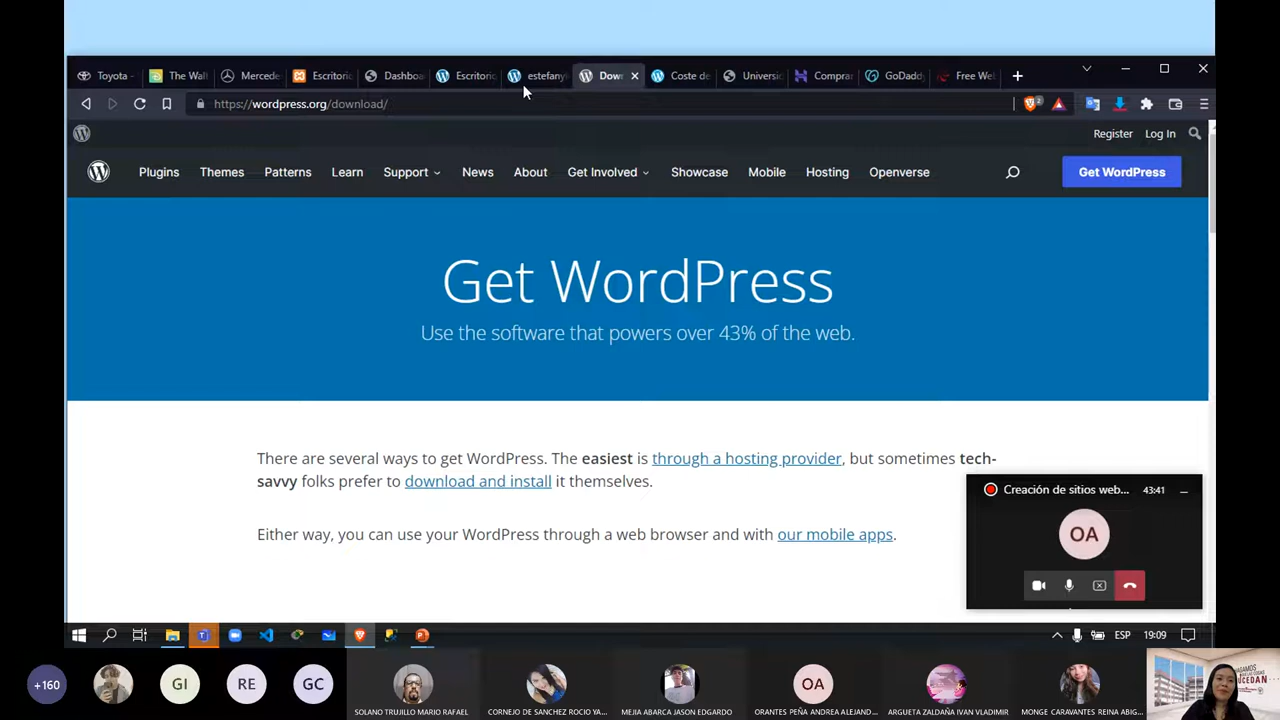 Toyota -
The Wall
Mercede
Escritorio
Dashboa
Escritorio
estefany
Down
Coste de
Universi
Comprar
GoDaddy
Free Web
https://wordpress.org/download/
2
Register
Log In
Plugins
Themes
Patterns
Learn
Support
News
About
Get Involved
Showcase
Mobile
Hosting
Openverse
Get WordPress
Get WordPress
Use the software that powers over 43% of the web.
There are several ways to get WordPress. The easiest is through a hosting provider, but sometimes tech-
savvy folks prefer to download and install it themselves.
Either way, you can use your WordPress through a web browser and with our mobile apps.
Creación de sitios web...
43:41
OA
ESP
19:09
+160
GI
RE
GC
OA
SOLANO TRUJILLO MARIO RAFAEL
CORNEJO DE SANCHEZ ROCIO YA...
MEJIA ABARCA JASON EDGARDO
ORANTES PEÑA ANDREA ALEJAND...
ARGUETA ZALDAÑA IVAN VLADIMIR
MONGE CARAVANTES REINA ABIG...